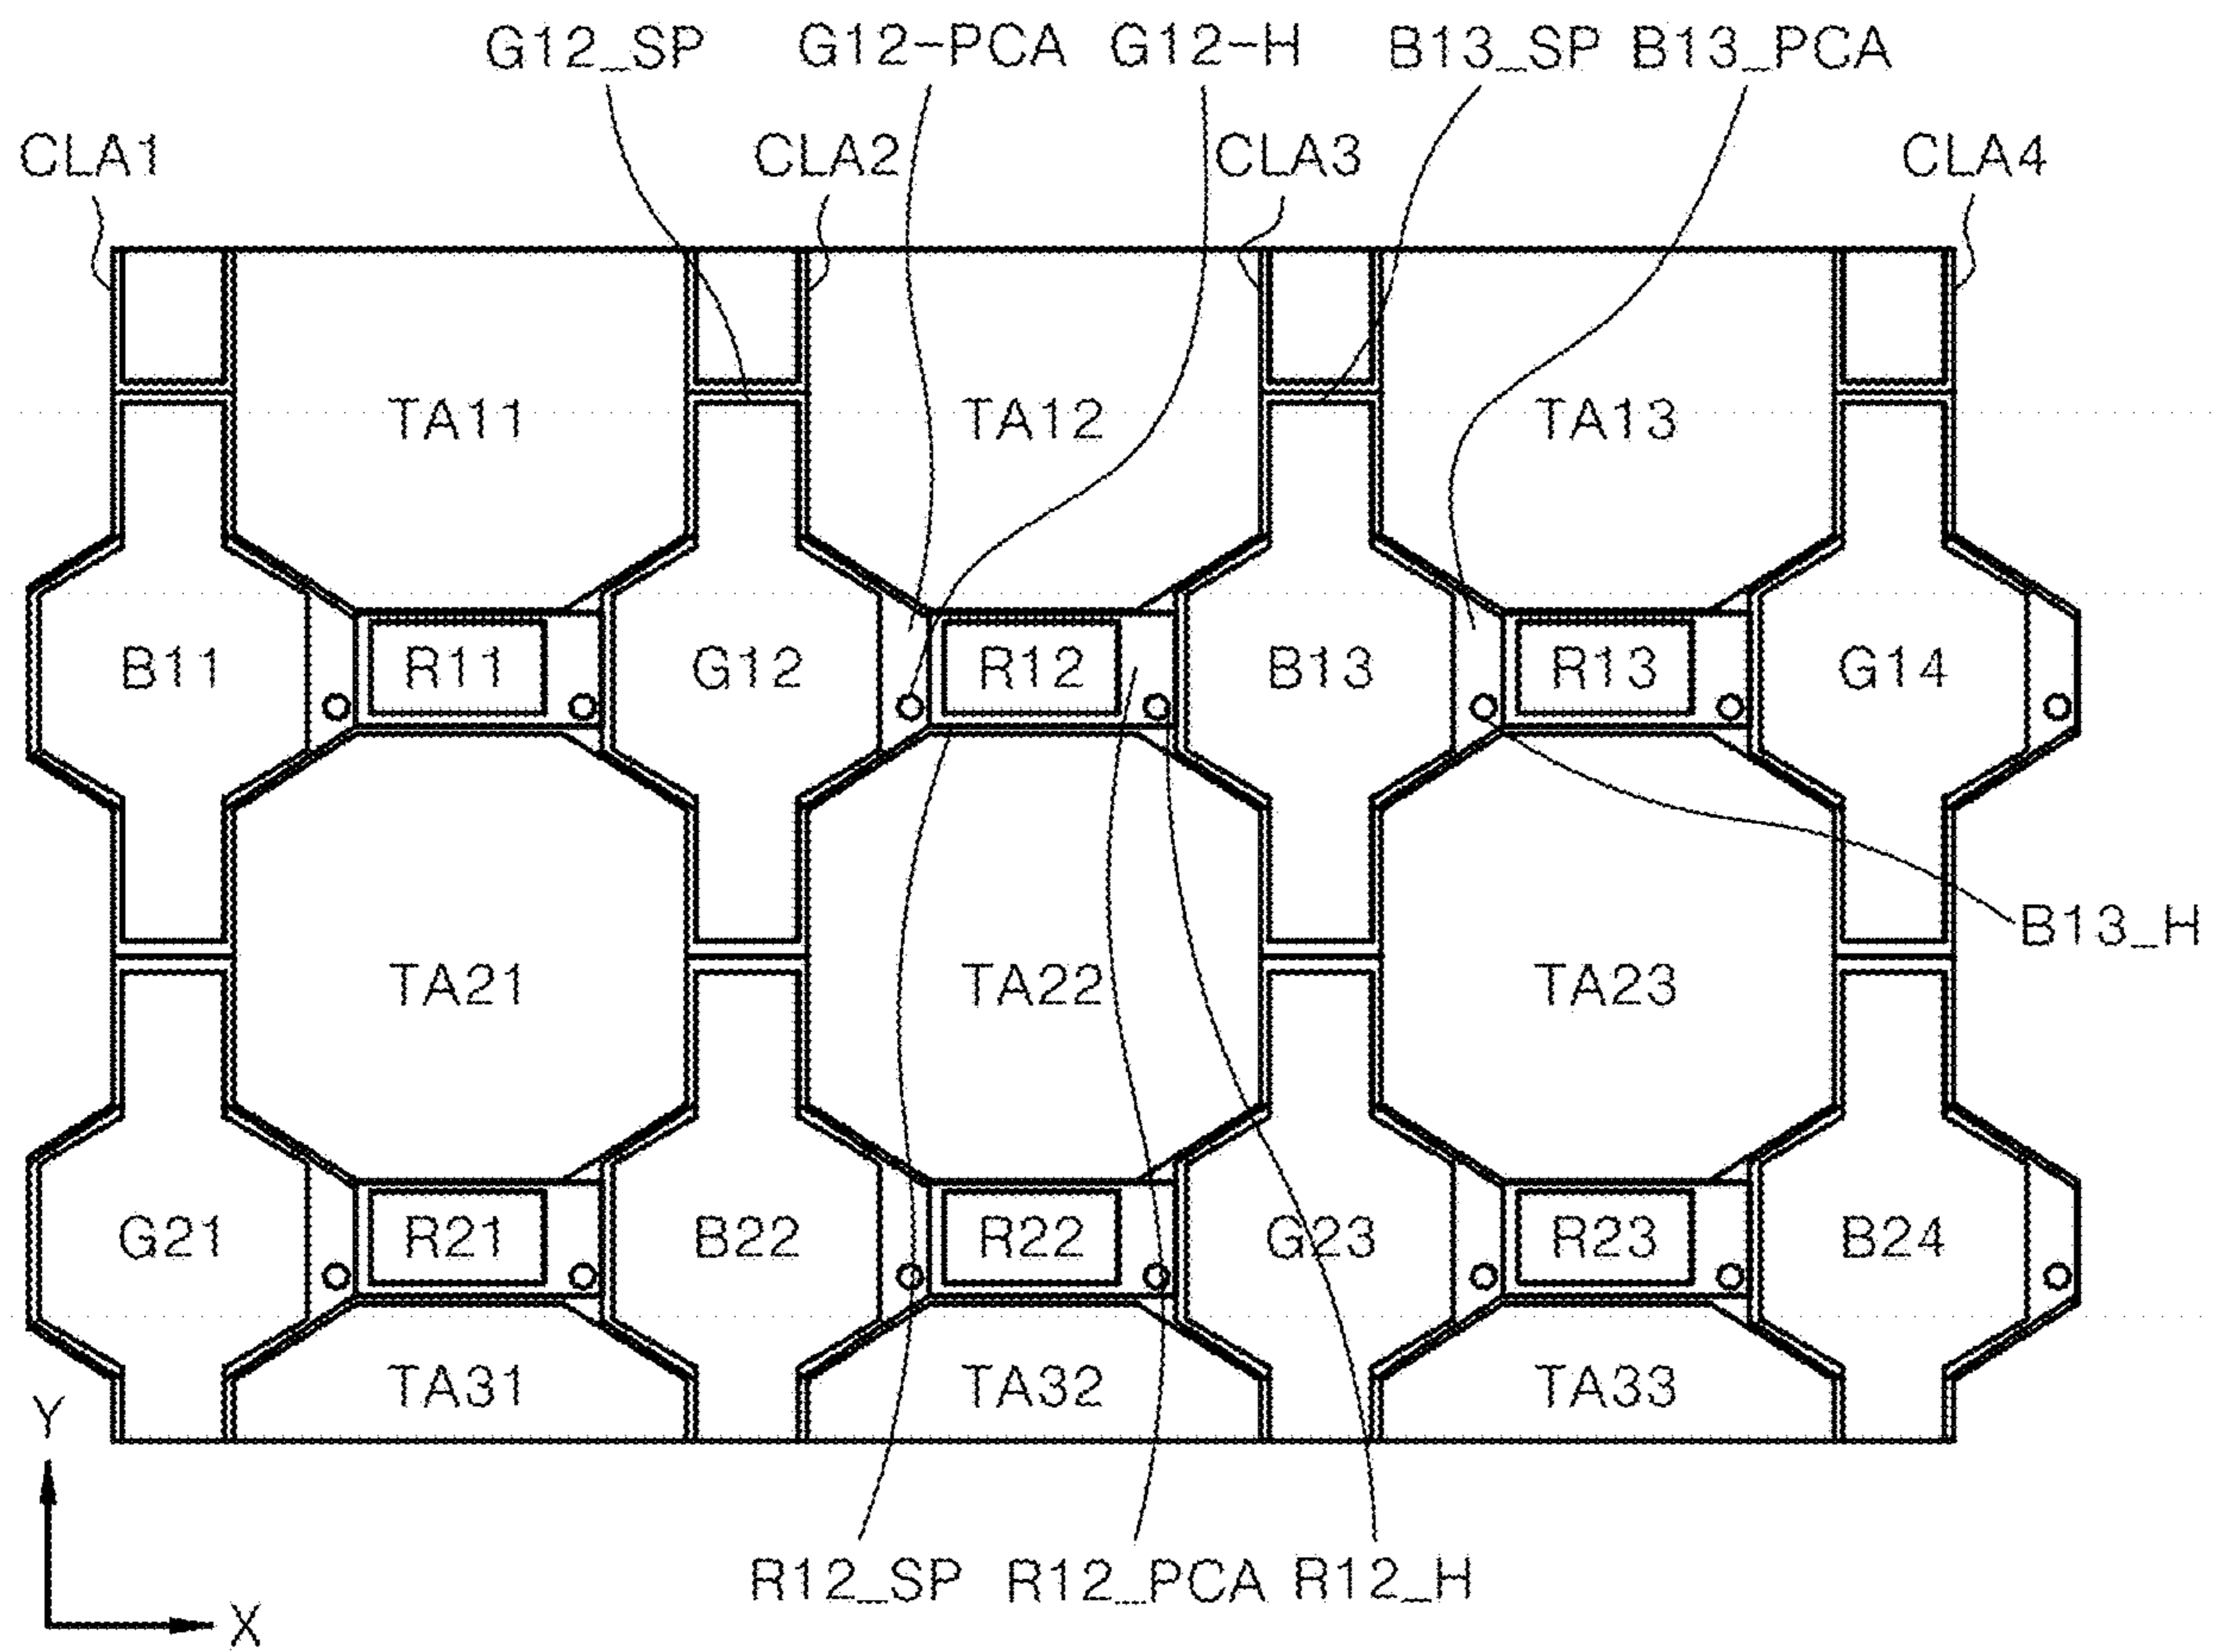 G12_SP G12-PCA G12-H B13_SP B13_PCA
CLA1 CLA2 CLA3 CLA4
TA11 TA12 TA13
B11 R11 G12 R12 B13 R13 G14
B13_H
TA21 TA22 TA23
G21 R21 B22 R22 G23 R23 B24
TA31 TA32 TA33
Y
R12_SP R12_PCA R12_H
X